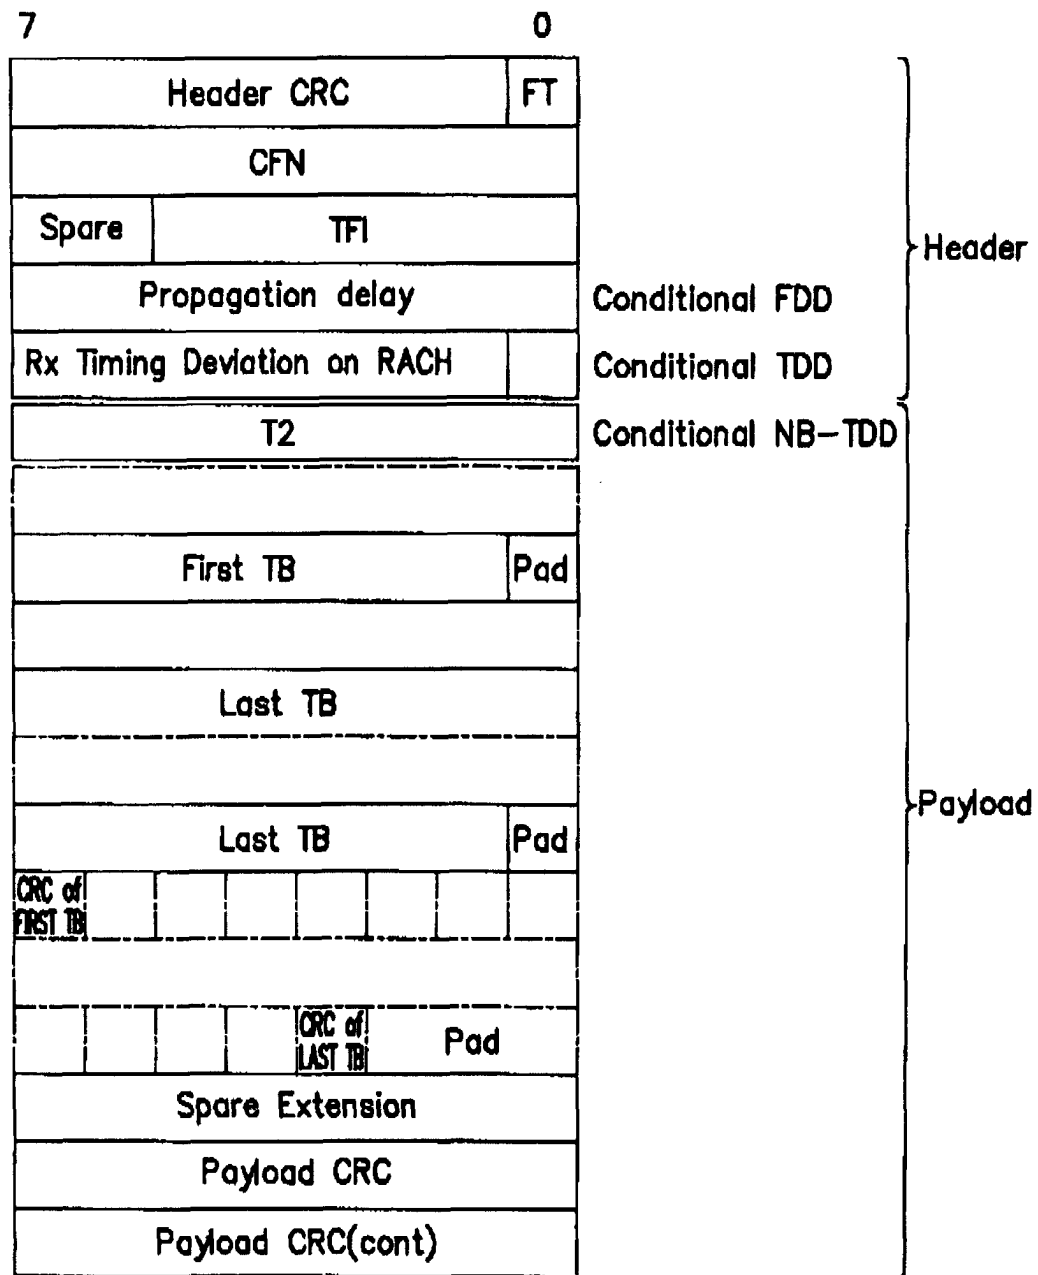 7 0
Header CRC FT
CFN
Spare TFI
Header
Propagation delay Conditional FDD
Rx Timing Deviation on RACH Conditional TDD
T2 Conditional NB-TDD
First TB Pad
Last TB
Payload
Last TB Pad
CRC of
FIRST TB
CRC of
LAST TB
Pad
Spare Extension
Payload CRC
Payload CRC(cont)